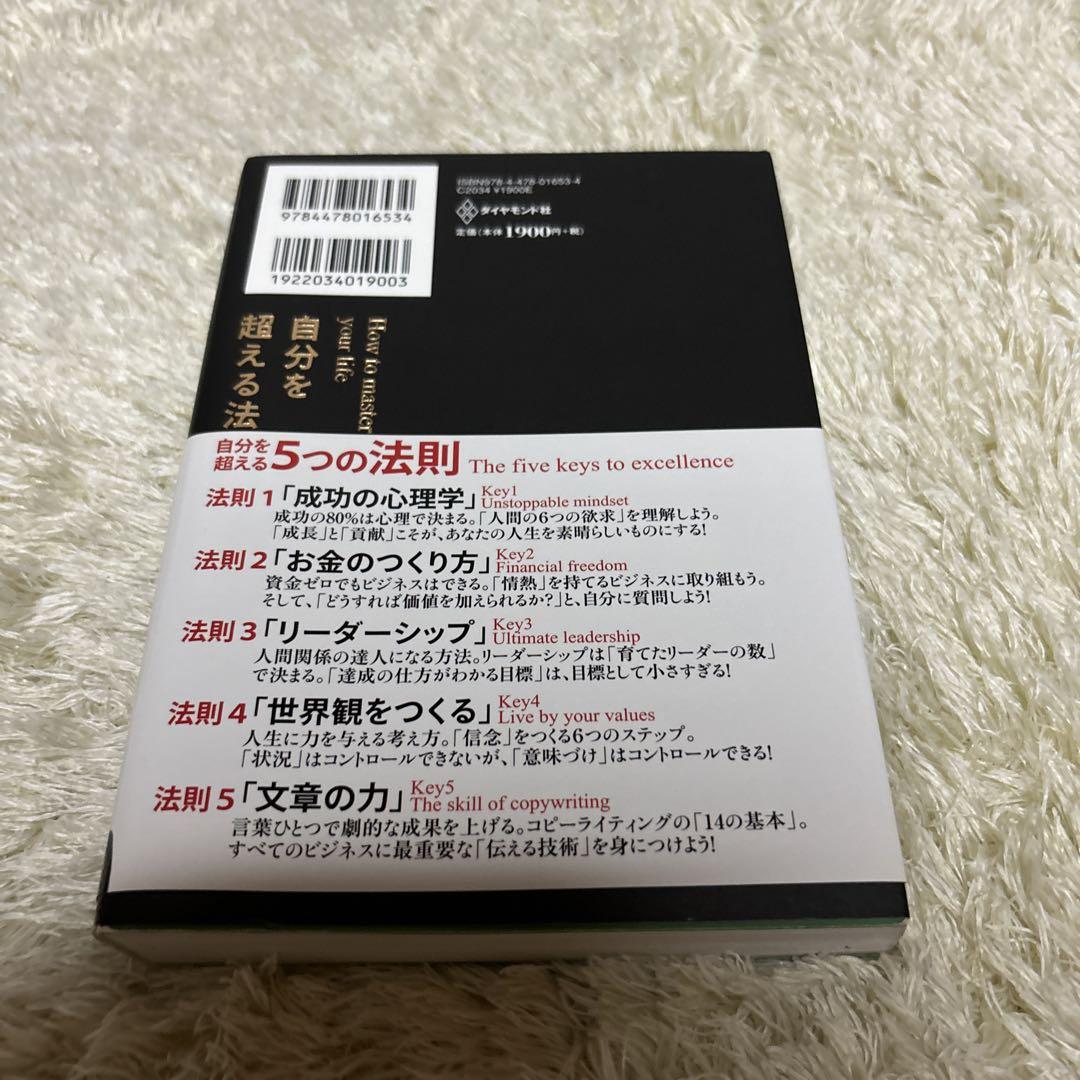 9784478016534
1922034019003
ISBN978-4-478-01653-4
C2034 ¥1900E
ダイヤモンド社
定価(本体1900円+税)
How to master
your life
自分を
超える法
自分を
超える
5つの法則 The five keys to excellence
法則1「成功の心理学」Key1
Unstoppable mindset
成功の80%は心理で決まる。「人間の6つの欲求」を理解しよう。
「成長」と「貢献」こそが、あなたの人生を素晴らしいものにする!
法則2「お金のつくり方」Key2
Financial freedom
資金ゼロでもビジネスはできる。「情熱」を持てるビジネスに取り組もう。
そして、「どうすれば価値を加えられるか?」と、自分に質問しよう!
法則3「リーダーシップ」Key3
Ultimate leadership
人間関係の達人になる方法。リーダーシップは「育てたリーダーの数」
で決まる。「達成の仕方がわかる目標」は、目標として小さすぎる!
法則4「世界観をつくる」Key4
Live by your values
人生に力を与える考え方。「信念」をつくる6つのステップ。
「状況」はコントロールできないが、「意味づけ」はコントロールできる!
法則5「文章の力」Key5
The skill of copywriting
言葉ひとつで劇的な成果を上げる。コピーライティングの「14の基本」。
すべてのビジネスに最重要な「伝える技術」を身につけよう!